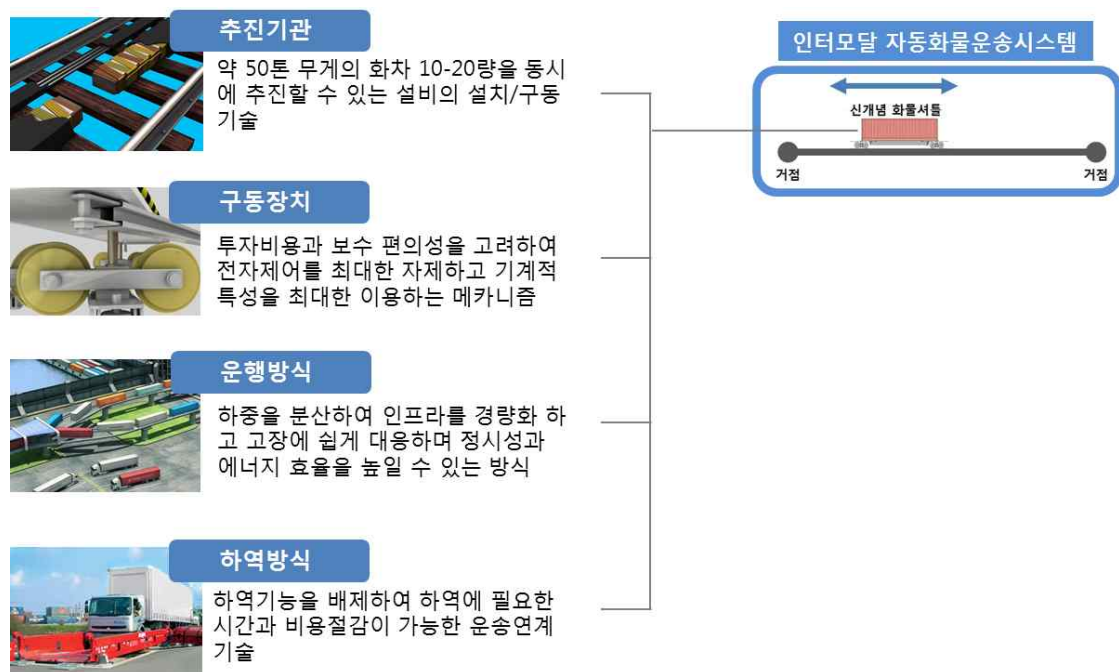 추진기관
약 50톤 무게의 화차 10-20량을 동시
에 추진할 수 있는 설비의 설치/구동
기술
구동장치
투자비용과 보수 편의성을 고려하여
전자제어를 최대한 자제하고 기계적
특성을 최대한 이용하는 메카니즘
운행방식
하중을 분산하여 인프라를 경량화 하
고 고장에 쉽게 대응하며 정시성과
에너지 효율을 높일 수 있는 방식
하역방식
하역기능을 배제하여 하역에 필요한
시간과 비용절감이 가능한 운송연계
기술
인터모달 자동화물운송시스템
신개념 화물셔틀
거점
거점